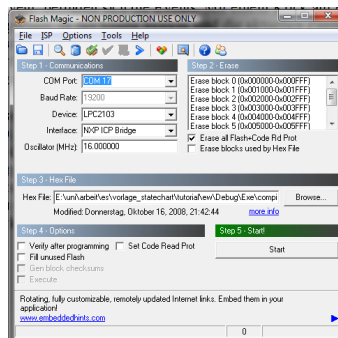 Flash Magic - NON PRODUCTION USE ONLY
File ISP Options Tools Help
Step 1 - Communications
COM Port: COM 17
Baud Rate: 19200
Device: LPC2103
Interface: NXP ICP Bridge
Oscillator (MHz): 16.000000
Step 2 - Erase
Erase block 0 (0x000000-0x000FFF)
Erase block 1 (0x001000-0x001FFF)
Erase block 2 (0x002000-0x002FFF)
Erase block 3 (0x003000-0x003FFF)
Erase block 4 (0x004000-0x004FFF)
Erase block 5 (0x005000-0x005FFF)
Erase all Flash+Code Rd Prot
Erase blocks used by Hex File
Step 3 - Hex File
Hex File: E:\uni\arbeit\es\vorlage_statechart\tutorial\ew\Debug\Exe\compi Browse...
Modified: Donnerstag, Oktober 16, 2008, 21:42:44 more info
Step 4 - Options
Verify after programming Set Code Read Prot
Fill unused Flash
Gen block checksums
Execute
Step 5 - Start!
Start
Rotating, fully customizable, remotely updated Internet links. Embed them in your
application!
www.embeddedhints.com
0